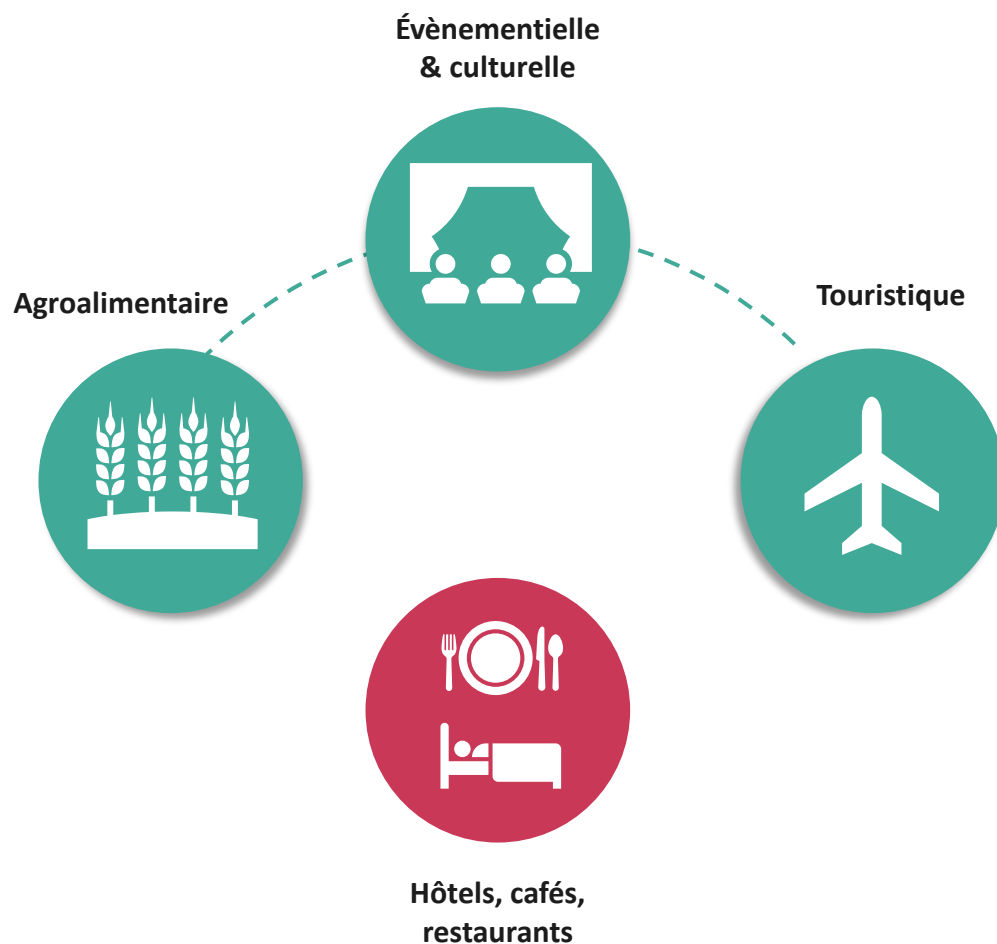 Évènementielle
& culturelle
Agroalimentaire
Touristique
Hôtels, cafés,
restaurants